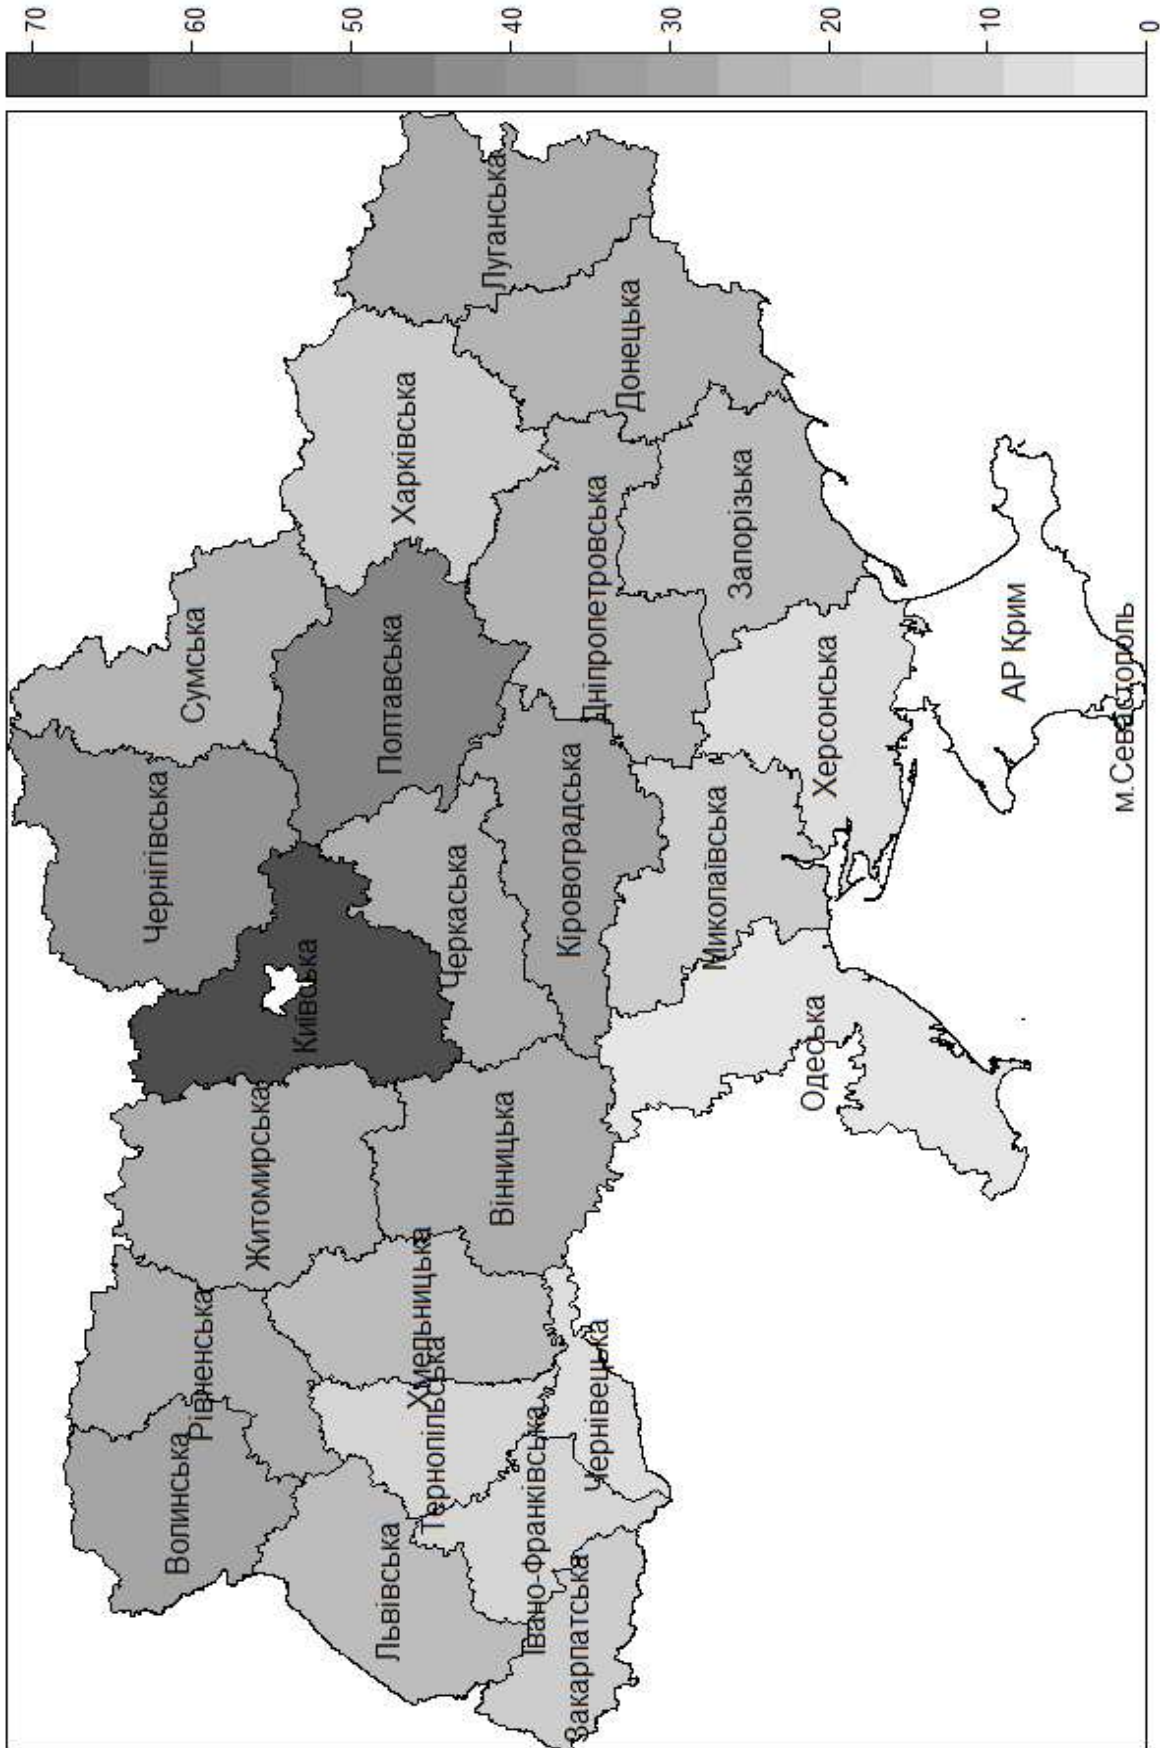 Волинська
Рівненська
Житомирська
Київська
Чернігівська
Сумська
Львівська
Тернопільська
Хмельницька
Вінницька
Черкаська
Полтавська
Харківська
Луганська
Закарпатська
Івано-Франківська
Чернівецька
Кіровоградська
Дніпропетровська
Донецька
Одеська
Миколаївська
Херсонська
Запорізька
АР Крим
м.Севастополь
70
60
50
40
30
20
10
0